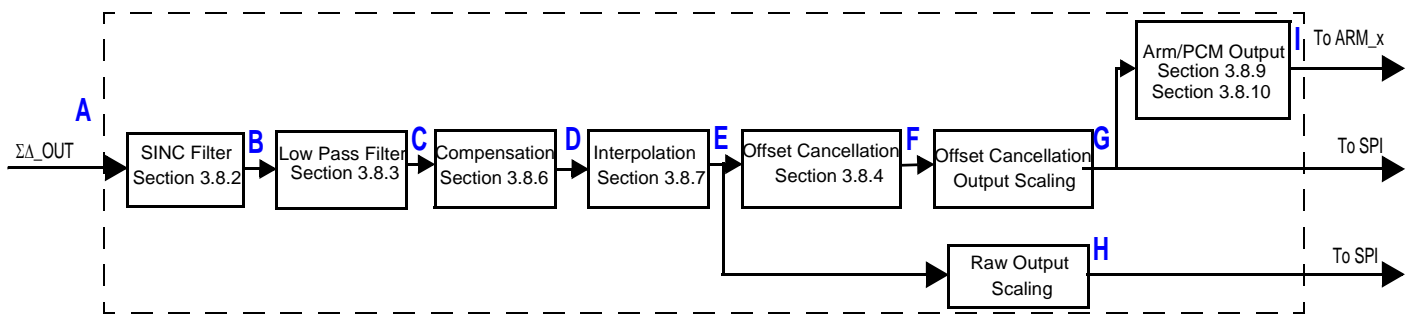 I
To ARM_x
Arm/PCM Output
Section 3.8.9
Section 3.8.10
A
ΣΔ_OUT
SINC Filter
Section 3.8.2
B
Low Pass Filter
Section 3.8.3
C
Compensation
Section 3.8.6
D
Interpolation
Section 3.8.7
E
Offset Cancellation
Section 3.8.4
F
Offset Cancellation
Output Scaling
G
To SPI
Raw Output
Scaling
H
To SPI